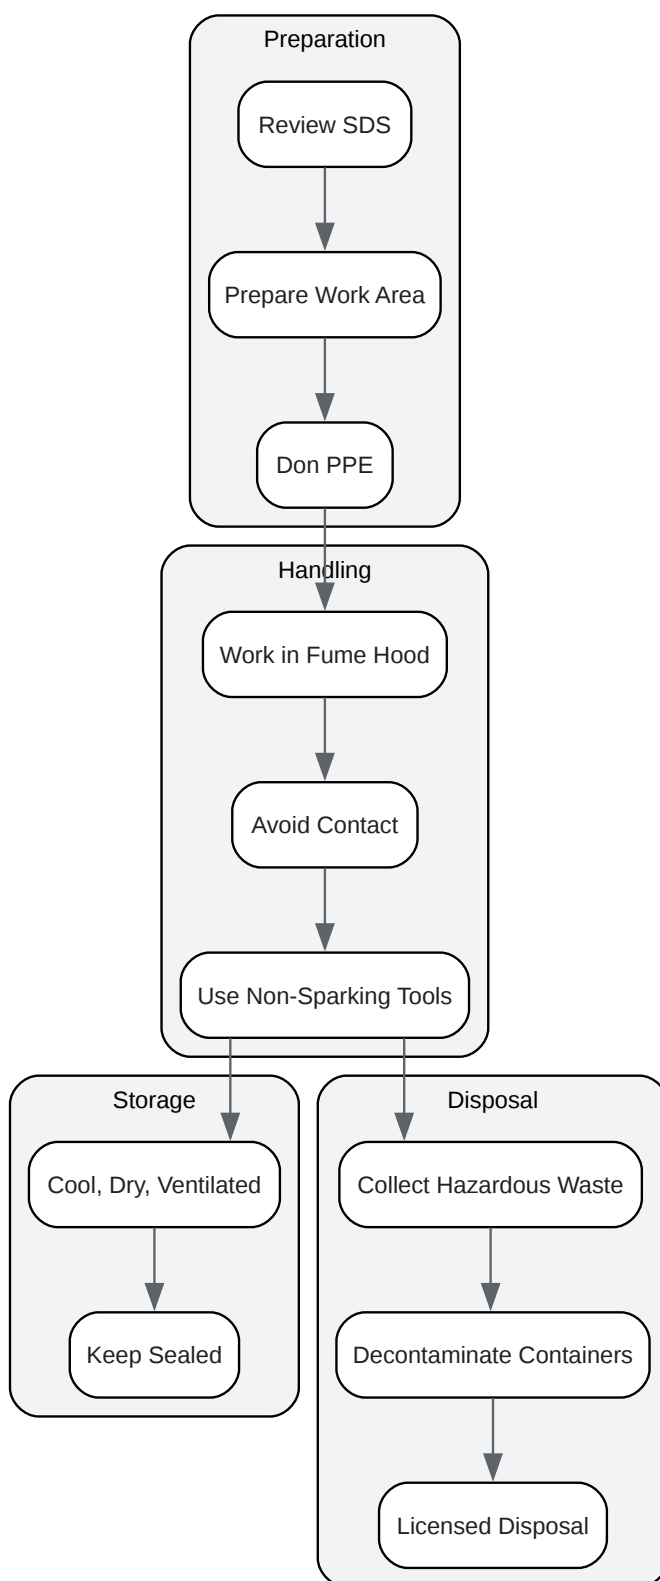 Preparation
Review SDS
Prepare Work Area
Don PPE
Handling
Work in Fume Hood
Avoid Contact
Use Non-Sparking Tools
Storage
Cool, Dry, Ventilated
Keep Sealed
Disposal
Collect Hazardous Waste
Decontaminate Containers
Licensed Disposal